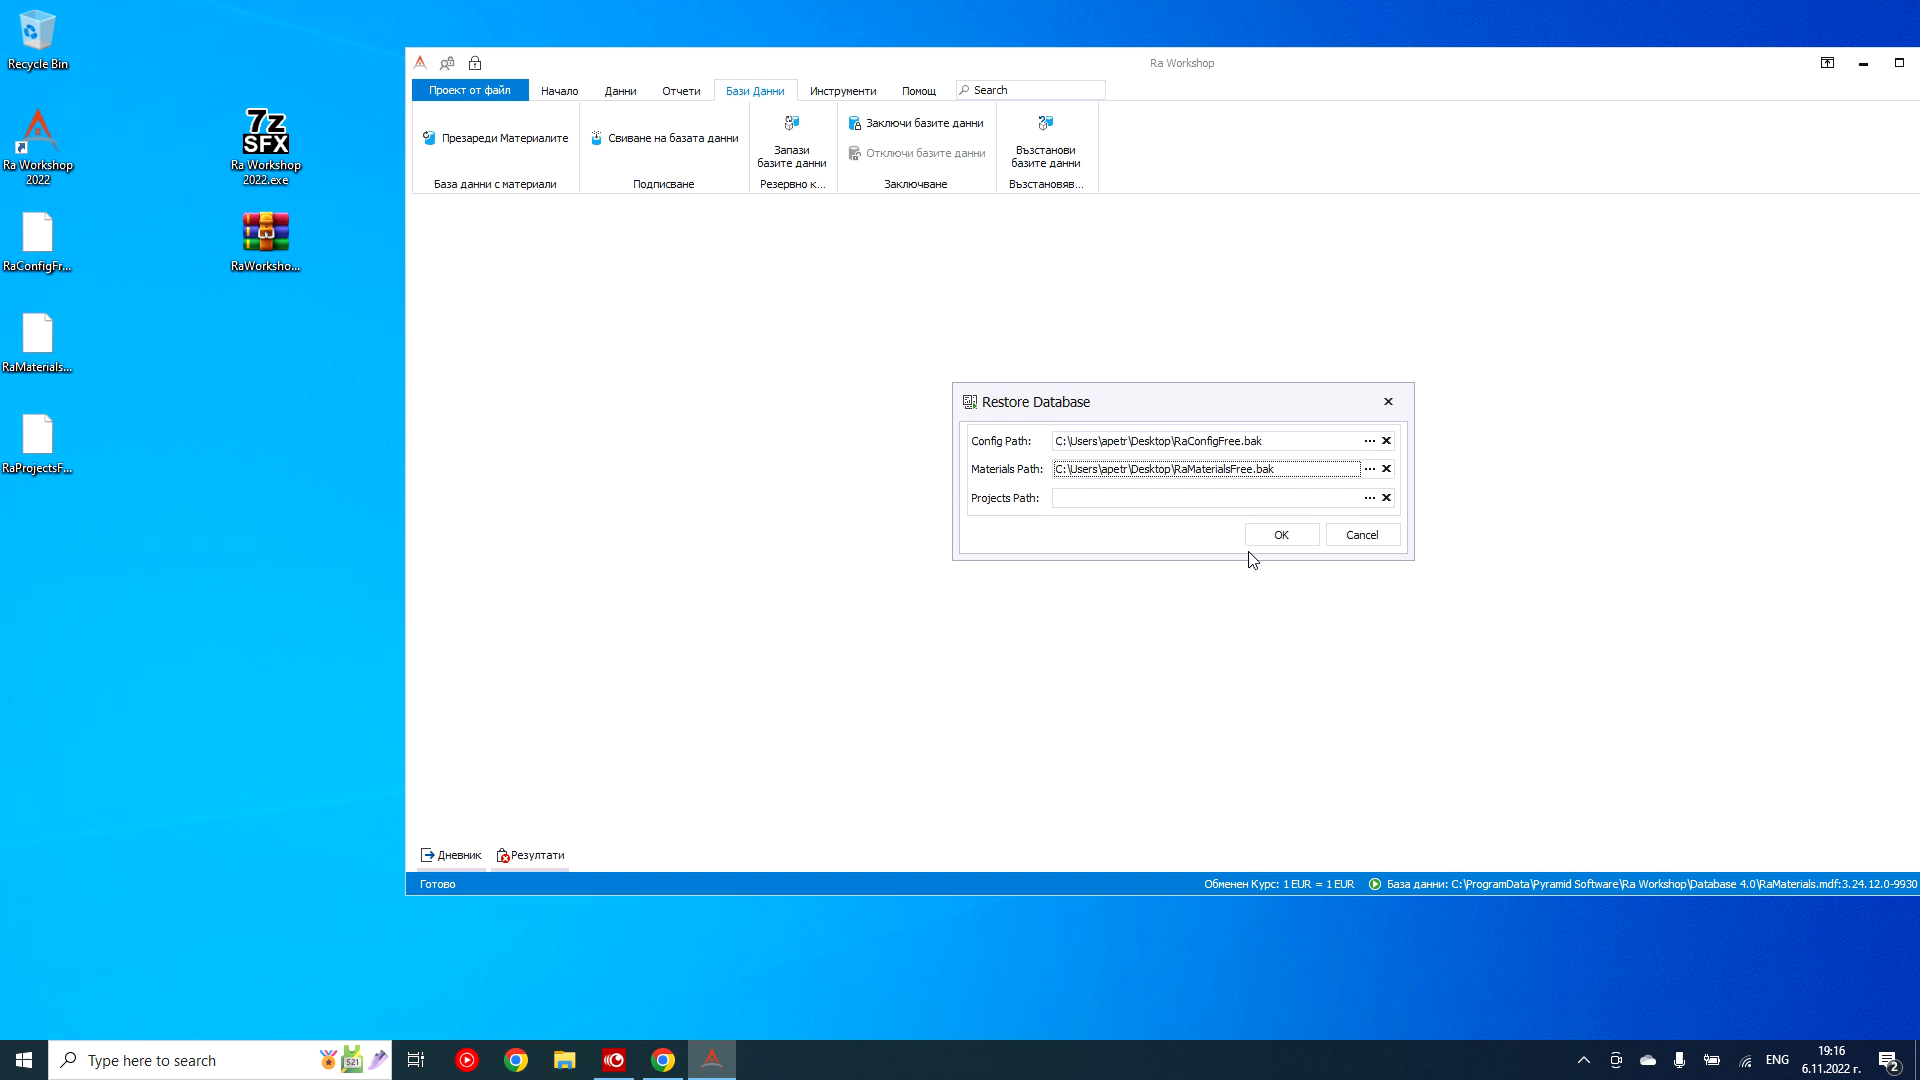 Recycle Bin
Ra Workshop
2022
RaConfigFr...
RaMaterials...
RaProjectsF...
7z
SFX
Ra Workshop
2022.exe
RaWorksho...
Ra Workshop
Проект от файл
Начало
Данни
Отчети
Бази Данни
Инструменти
Помощ
Search
Презареди Материалите
База данни с материали
Свиване на базата данни
Подписване
Запази
базите данни
Резервно к...
Заключи базите данни
Отключи базите данни
Заключване
Възстанови
базите данни
Възстановяв...
Restore Database
Config Path: C:\Users\apetr\Desktop\RaConfigFree.bak
Materials Path: C:\Users\apetr\Desktop\RaMaterialsFree.bak
Projects Path:
OK
Cancel
Дневник
Резултати
Готово
Обменен Курс: 1 EUR = 1 EUR
База данни: C:\ProgramData\Pyramid Software\Ra Workshop\Database 4.0\RaMaterials.mdf:3.24.12.0-9930
Type here to search
S21
ENG
19:16
6.11.2022 г.
2